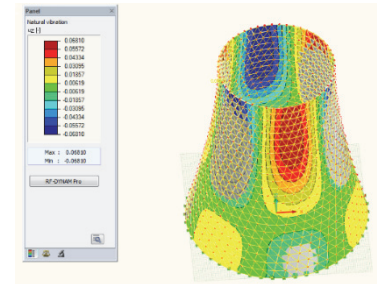 Panel
Natural vibration
uz [-]
0.06810
0.05572
0.04334
0.03095
0.01857
0.00619
-0.00619
-0.01857
-0.03095
-0.04334
-0.05572
-0.06810
Max : 0.06810
Min : -0.06810
RF-DYNAM Pro